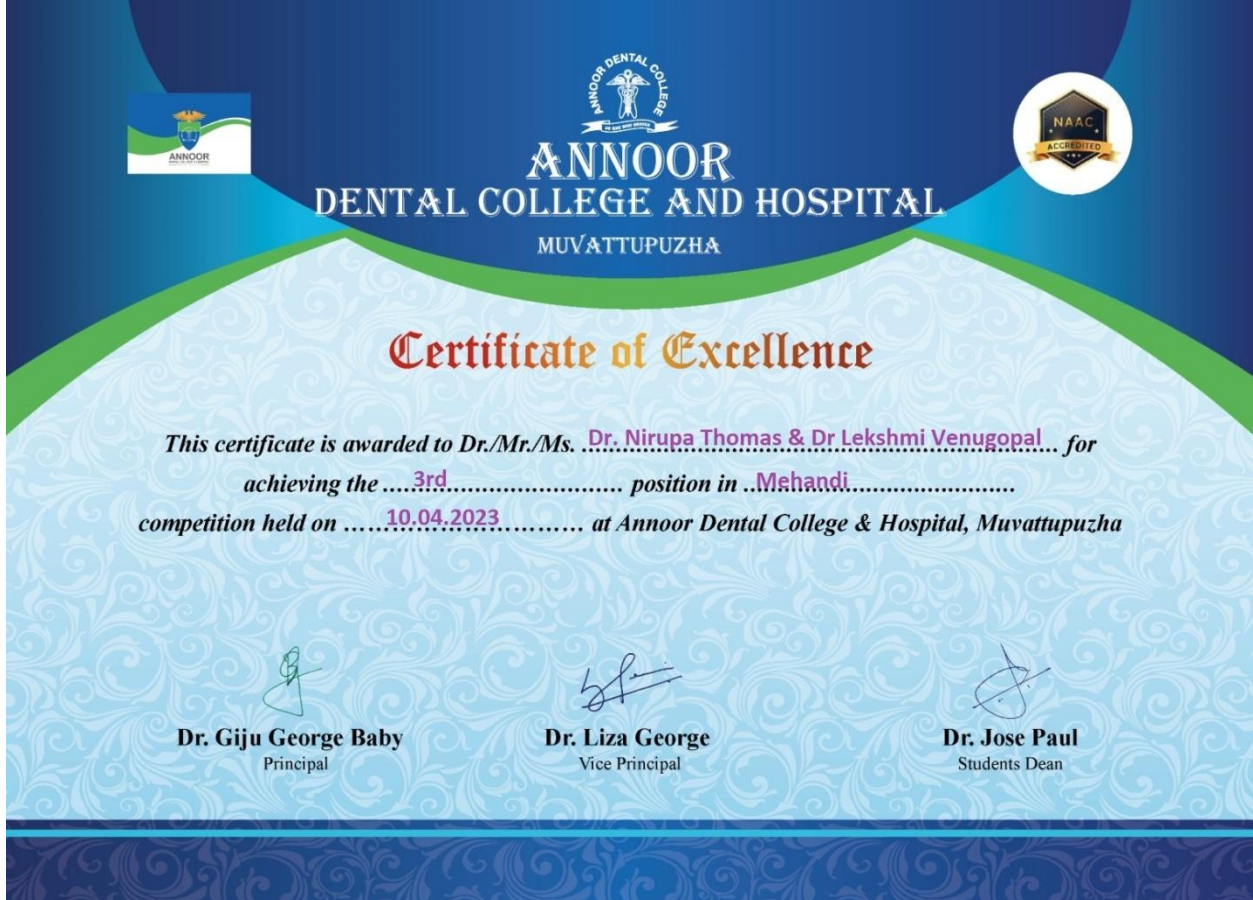 ANNOOR DENTAL COLLEGE
ANNOOR
NAAC
ACCREDITED
ANNOOR
DENTAL COLLEGE AND HOSPITAL
MUVATTUPUZHA
Certificate of Excellence
This certificate is awarded to Dr./Mr./Ms. Dr. Nirupa Thomas & Dr Lekshmi Venugopal for
achieving the ....3rd.......................... position in ..Mehandi.........................
competition held on .....10.04.2023............ at Annoor Dental College & Hospital, Muvattupuzha
Dr. Giju George Baby
Principal
Dr. Liza George
Vice Principal
Dr. Jose Paul
Students Dean